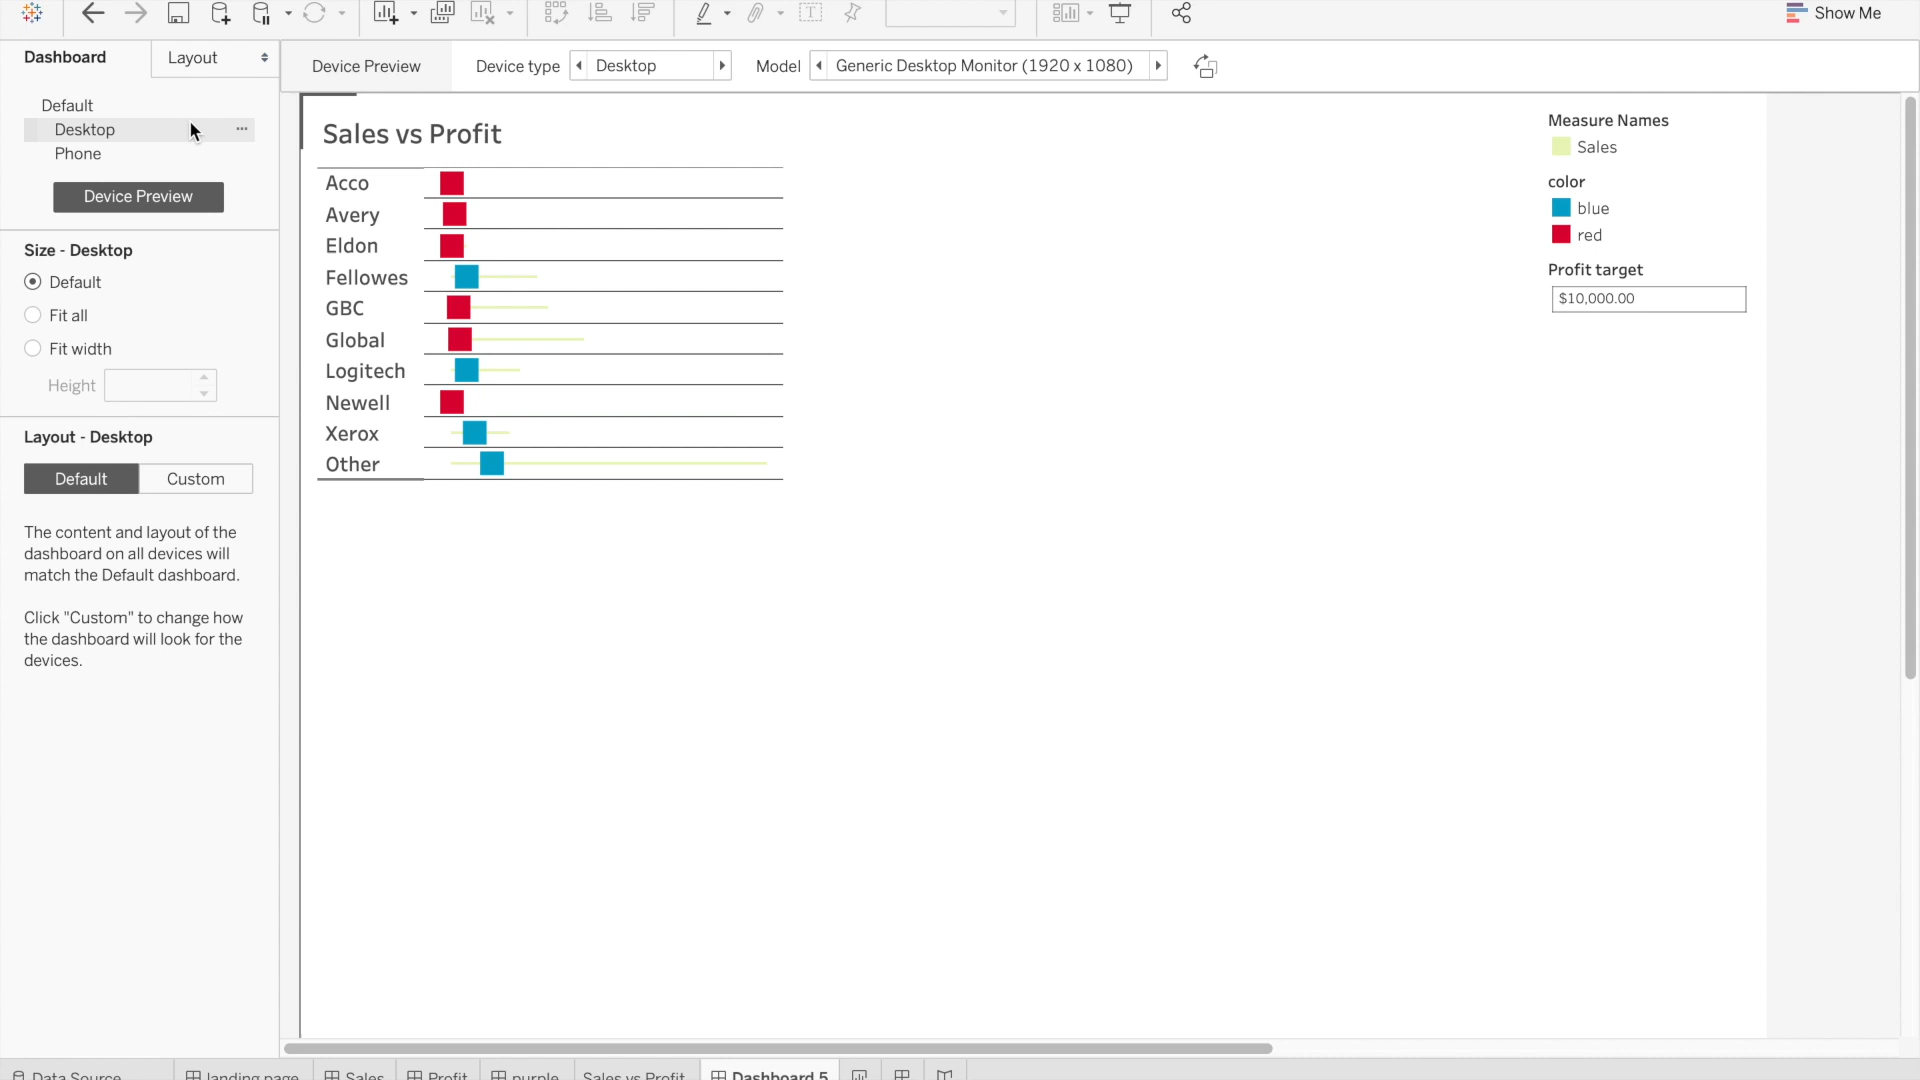 Show Me
Dashboard
Layout
Device Preview
Device type
Desktop
Model
Generic Desktop Monitor (1920 x 1080)
Default
Desktop
Phone
Device Preview
Size - Desktop
Default
Fit all
Fit width
Height
Layout - Desktop
Default
Custom
The content and layout of the
dashboard on all devices will
match the Default dashboard.
Click "Custom" to change how
the dashboard will look for the
devices.
Sales vs Profit
Acco
Avery
Eldon
Fellowes
GBC
Global
Logitech
Newell
Xerox
Other
Measure Names
Sales
color
blue
red
Profit target
$10,000.00
Data Source
landing page
Sales
Profit
purple
Sales vs Profit
Dashboard 5